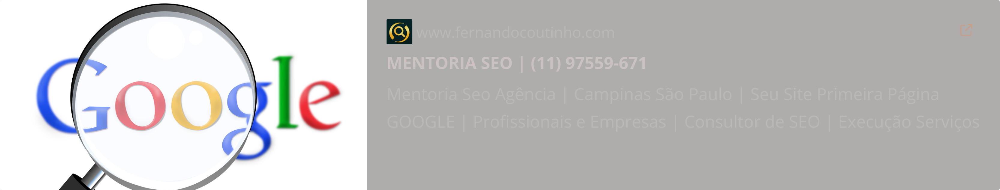 Google
www.fernandocoutinho.com
MENTORIA SEO | (11) 97559-671
Mentoria Seo Agência | Campinas São Paulo | Seu Site Primeira Página
GOOGLE | Profissionais e Empresas | Consultor de SEO | Execução Serviços